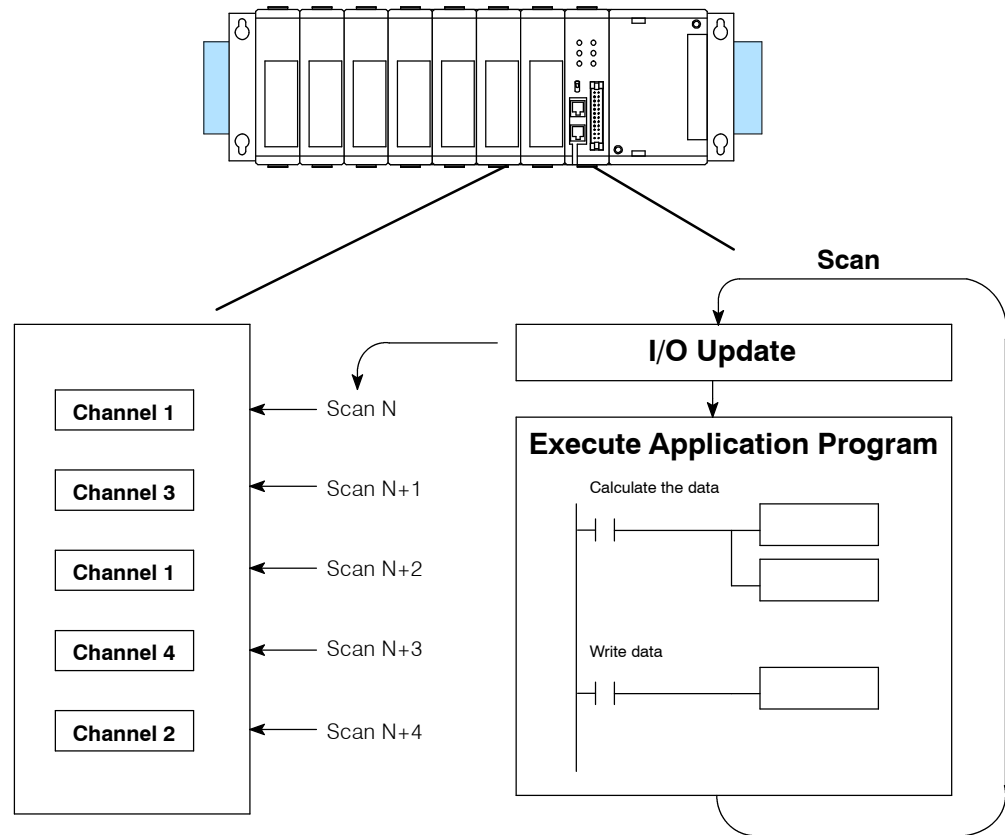 Scan
I/O Update
Channel 1
Scan N
Execute Application Program
Calculate the data
Channel 3
Scan N+1
Channel 1
Scan N+2
Channel 4
Scan N+3
Write data
Channel 2
Scan N+4